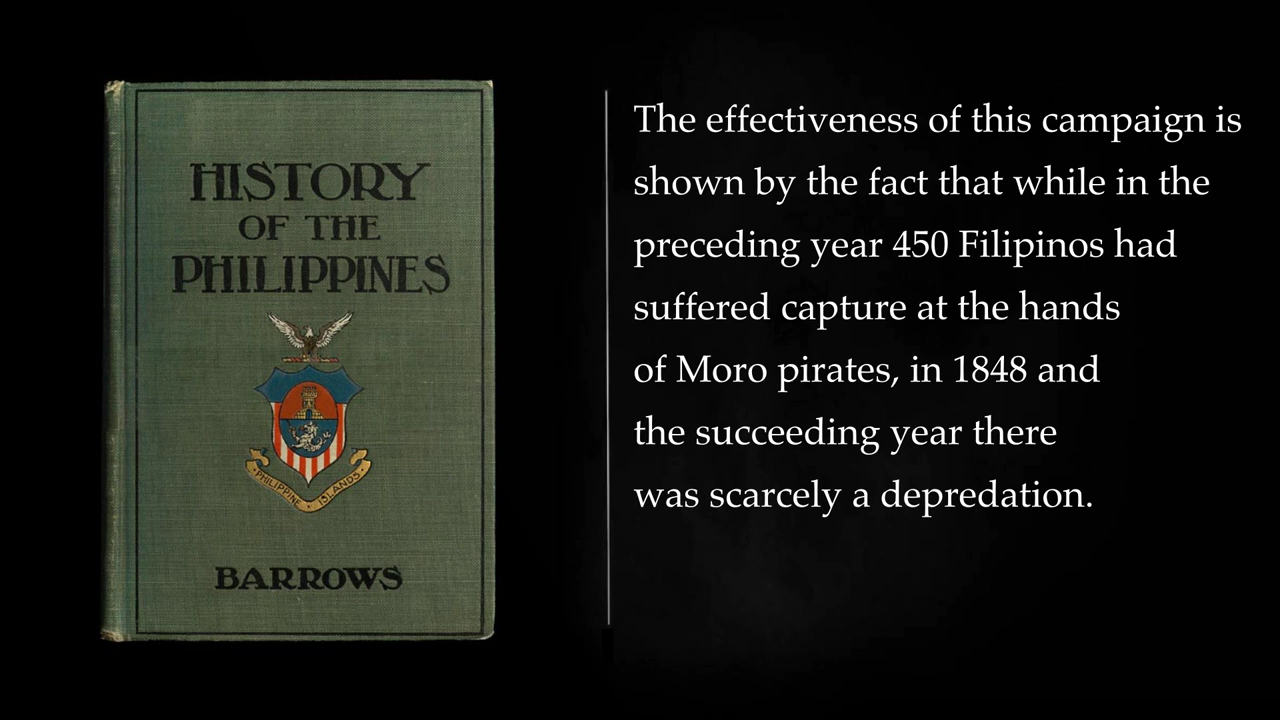 HISTORY
OF THE
PHILIPPINES
PHILIPPINE ISLANDS
BARROWS
The effectiveness of this campaign is
shown by the fact that while in the
preceding year 450 Filipinos had
suffered capture at the hands
of Moro pirates, in 1848 and
the succeeding year there
was scarcely a depredation.